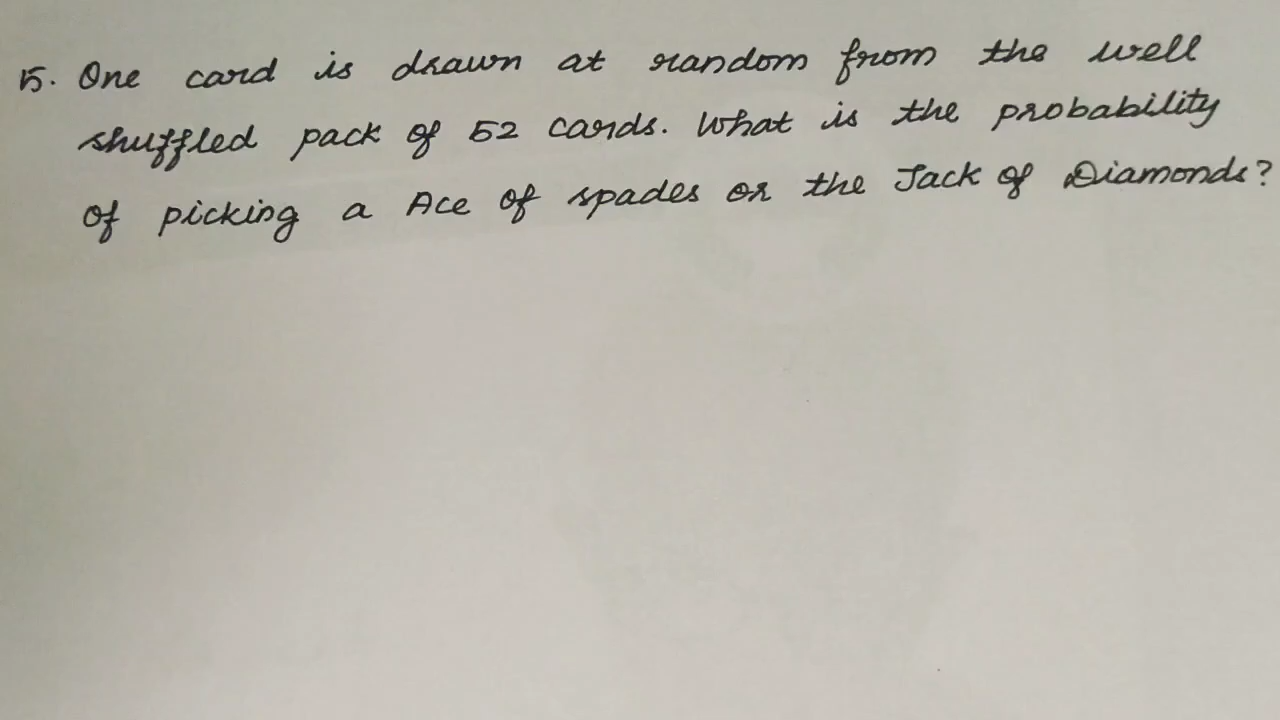 5. One card is drawn at random from the well
shuffled pack of 52 cards. What is the probability
of picking a Ace of spades or the Jack of Diamonds?